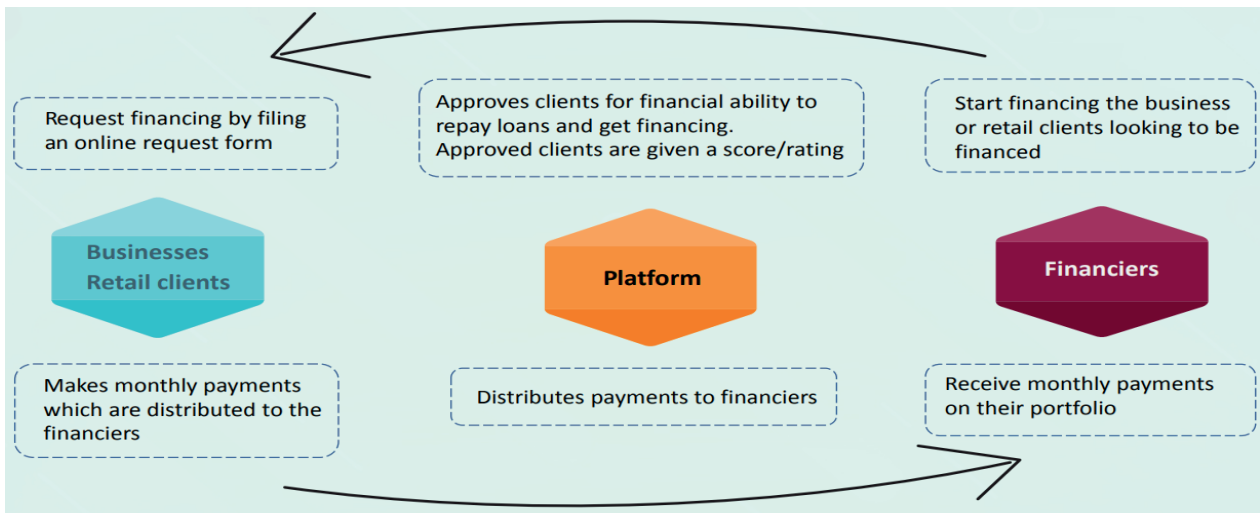 Request financing by filing
an online request form
Approves clients for financial ability to
repay loans and get financing.
Approved clients are given a score/rating
Start financing the business
or retail clients looking to be
financed
Businesses
Retail clients
Platform
Financiers
Makes monthly payments
which are distributed to the
financiers
Distributes payments to financiers
Receive monthly payments
on their portfolio